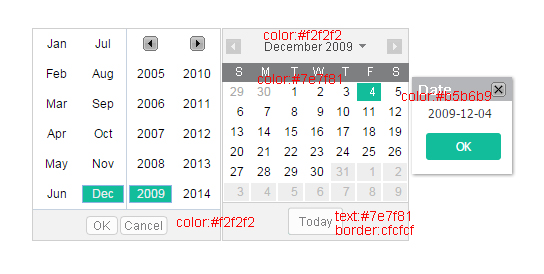 Jan Jul
Feb Aug 2005 2010
Mar Sep 2006 2011
Apr Oct 2007 2012
May Nov 2008 2013
Jun Dec 2009 2014
OK Cancel
color:#f2f2f2
color:#f2f2f2
December 2009
S M T W T F S
color:#7e7f81
29 30 1 2 3 4 5
6 7 8 9 10 11 12
13 14 15 16 17 18 19
20 21 22 23 24 25 26
27 28 29 30 31 1 2
3 4 5 6 7 8 9
Today
text:#7e7f81
border:cfcfcf
Date
color:#b5b6b9
2009-12-04
OK